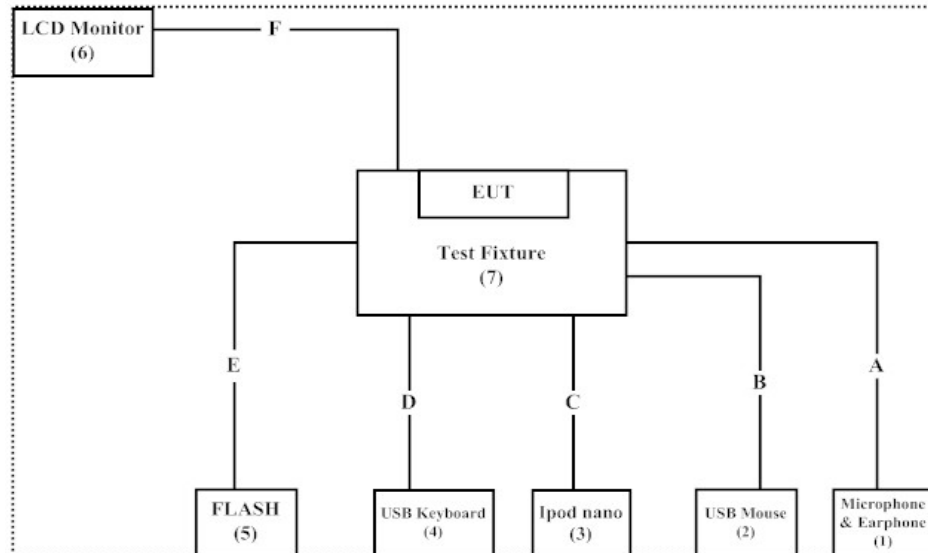 LCD Monitor
(6)
F
EUT
Test Fixture
(7)
E
D
C
B
A
FLASH
(5)
USB Keyboard
(4)
Ipod nano
(3)
USB Mouse
(2)
Microphone
& Earphone
(1)